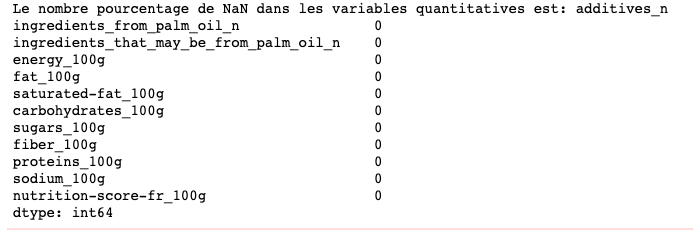 Le nombre pourcentage de NaN dans les variables quantitatives est: additives_n
ingredients_from_palm_oil_n 0
ingredients_that_may_be_from_palm_oil_n 0
energy_100g 0
fat_100g 0
saturated-fat_100g 0
carbohydrates_100g 0
sugars_100g 0
fiber_100g 0
proteins_100g 0
sodium_100g 0
nutrition-score-fr_100g 0
dtype: int64